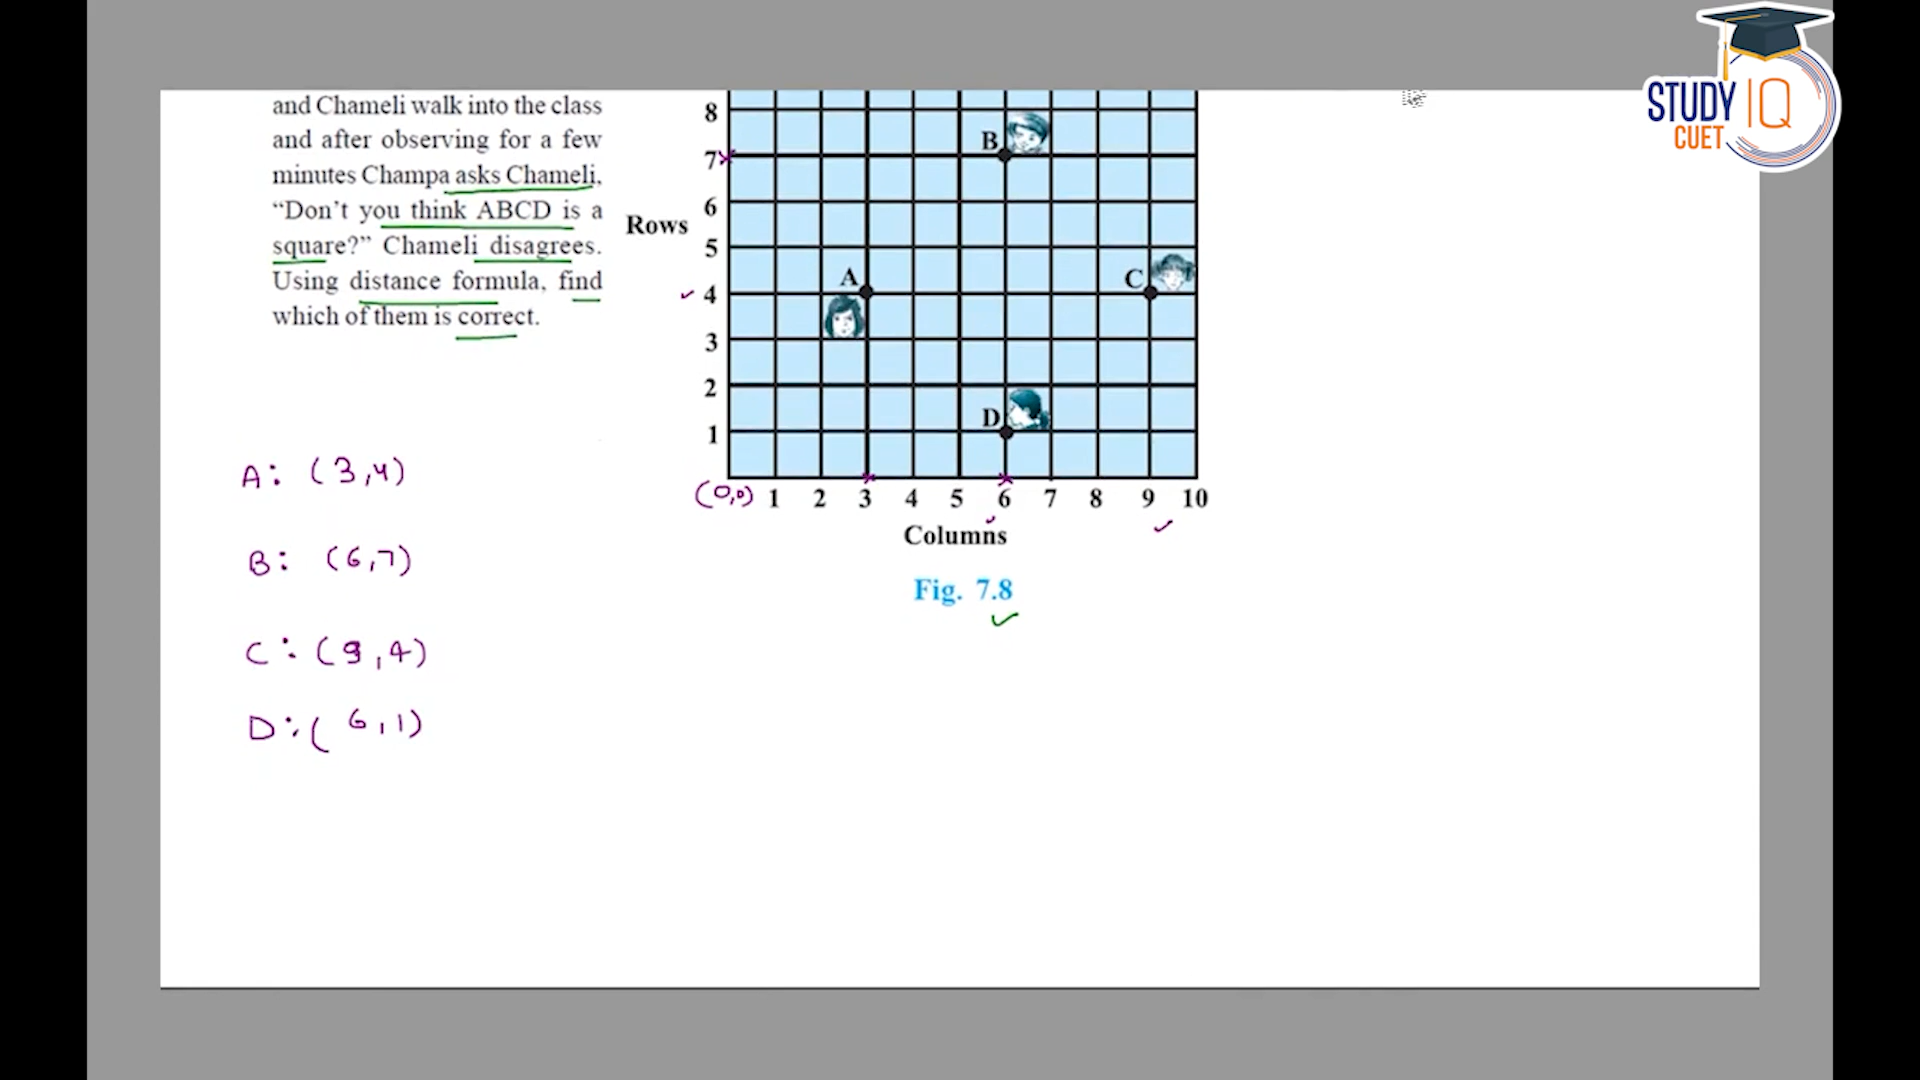 STUDY IQ
CUET
and Chameli walk into the class
and after observing for a few
minutes Champa asks Chameli,
“Don’t you think ABCD is a
square?” Chameli disagrees.
Using distance formula, find
which of them is correct.
8
7
6
5
4
3
2
1
Rows
B
A
C
D
(0,0) 1 2 3 4 5 6 7 8 9 10
Columns
Fig. 7.8
A: (3,4)
B: (6,7)
C: (9,4)
D: (6,1)